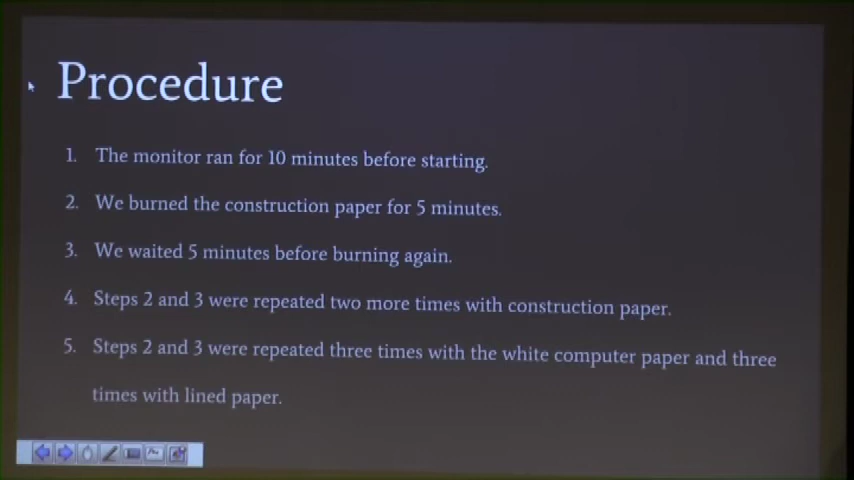 Procedure
1. The monitor ran for 10 minutes before starting.
2. We burned the construction paper for 5 minutes.
3. We waited 5 minutes before burning again.
4. Steps 2 and 3 were repeated two more times with construction paper.
5. Steps 2 and 3 were repeated three times with the white computer paper and three
times with lined paper.